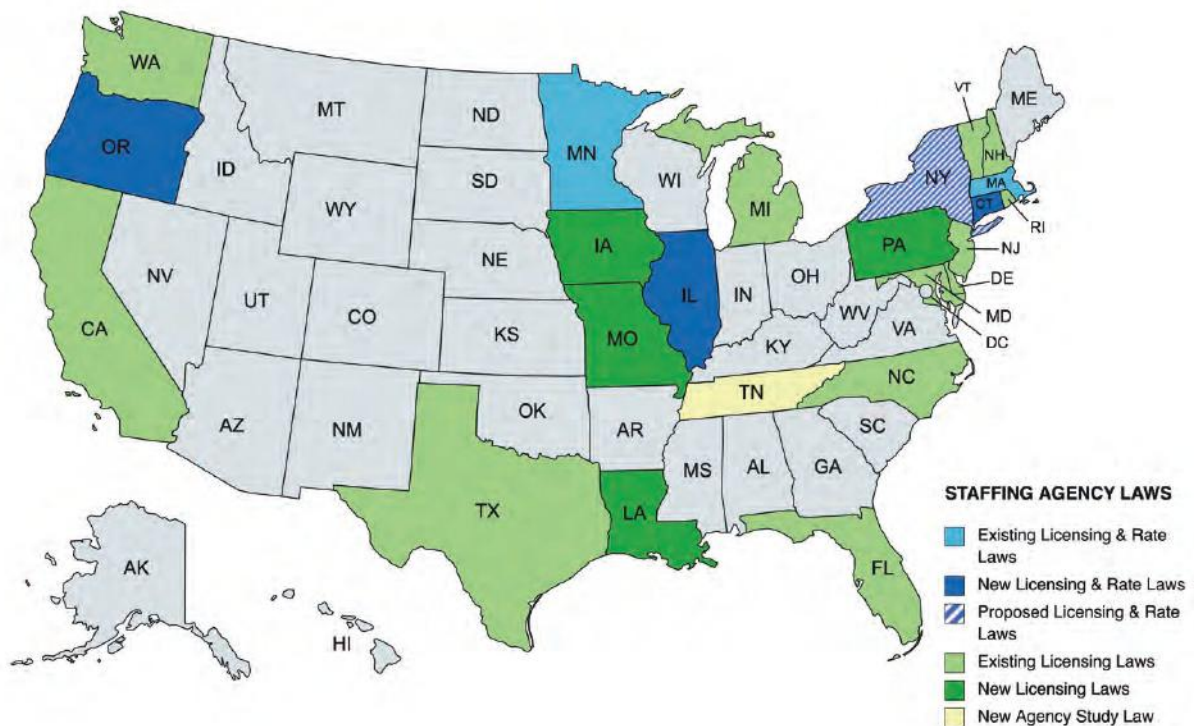 WA
OR
CA
NV
ID
MT
WY
UT
CO
AZ
NM
ND
SD
NE
KS
OK
TX
MN
IA
MO
AR
LA
WI
IL
MI
IN
OH
KY
TN
MS
AL
GA
FL
SC
NC
VA
WV
PA
NY
VT
NH
ME
MA
CT
RI
NJ
DE
MD
DC
AK
HI
STAFFING AGENCY LAWS
Existing Licensing & Rate
Laws
New Licensing & Rate Laws
Proposed Licensing & Rate
Laws
Existing Licensing Laws
New Licensing Laws
New Agency Study Law